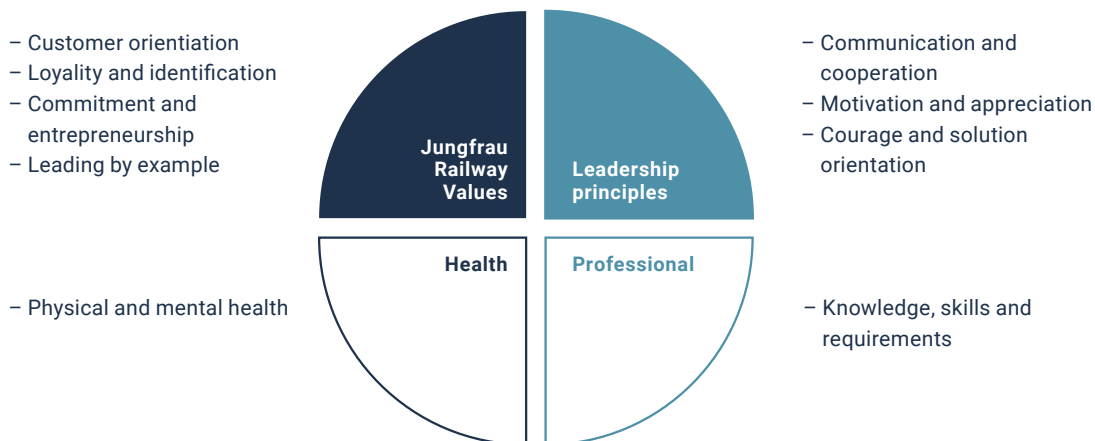 – Customer orientiation
– Loyality and identification
– Commitment and
entrepreneurship
– Leading by example
Jungfrau
Railway
Values
Leadership
principles
– Communication and
cooperation
– Motivation and appreciation
– Courage and solution
orientation
– Physical and mental health
Health
Professional
– Knowledge, skills and
requirements